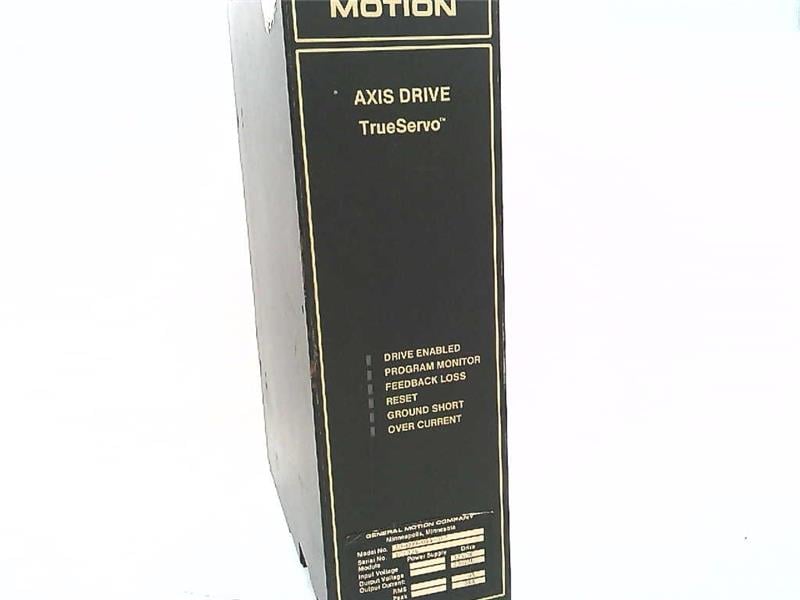 MOTION
AXIS DRIVE
TrueServo™
DRIVE ENABLED
PROGRAM MONITOR
FEEDBACK LOSS
RESET
GROUND SHORT
OVER CURRENT
GENERAL MOTION COMPANY
Minneapolis, Minnesota
Model No.
Serial No.
Module Power Supply Drive
Input Voltage
Output Voltage
Output Current:
RMS
Peak